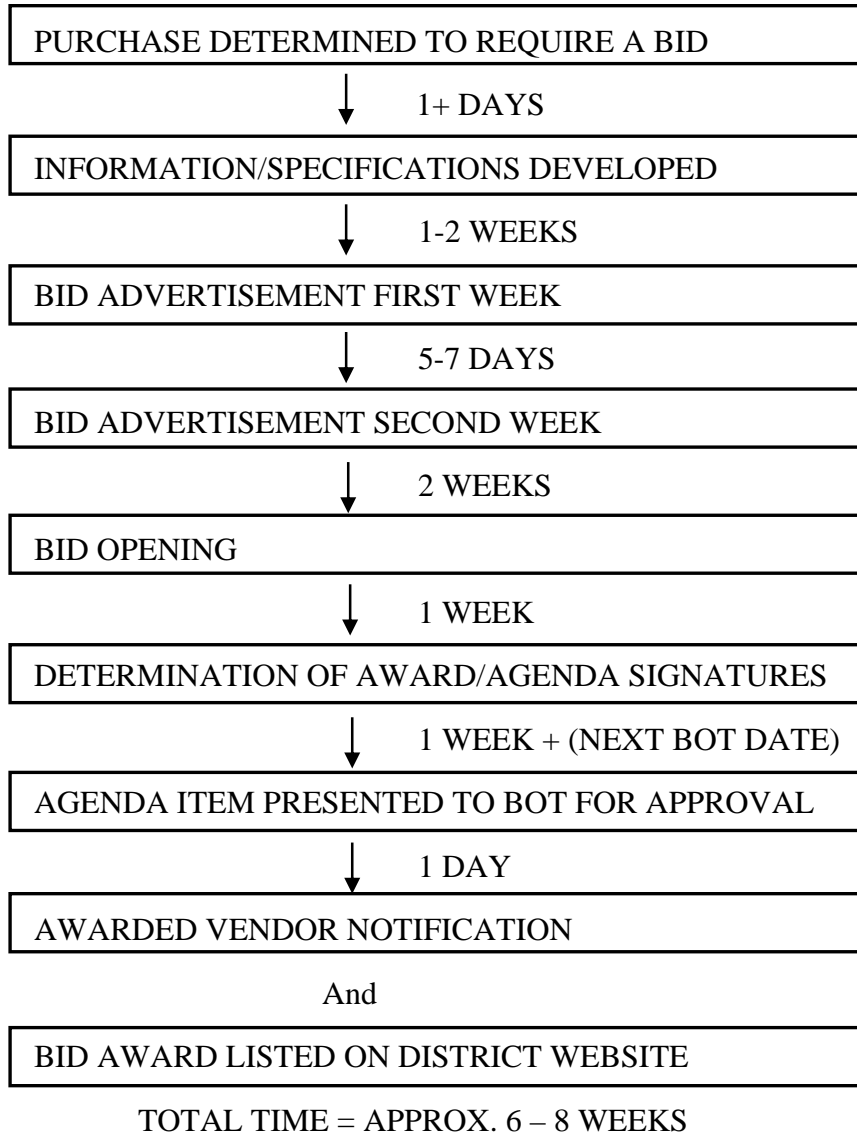 PURCHASE DETERMINED TO REQUIRE A BID
1+ DAYS
INFORMATION/SPECIFICATIONS DEVELOPED
1-2 WEEKS
BID ADVERTISEMENT FIRST WEEK
5-7 DAYS
BID ADVERTISEMENT SECOND WEEK
2 WEEKS
BID OPENING
1 WEEK
DETERMINATION OF AWARD/AGENDA SIGNATURES
1 WEEK + (NEXT BOT DATE)
AGENDA ITEM PRESENTED TO BOT FOR APPROVAL
1 DAY
AWARDED VENDOR NOTIFICATION
And
BID AWARD LISTED ON DISTRICT WEBSITE
TOTAL TIME = APPROX. 6 – 8 WEEKS